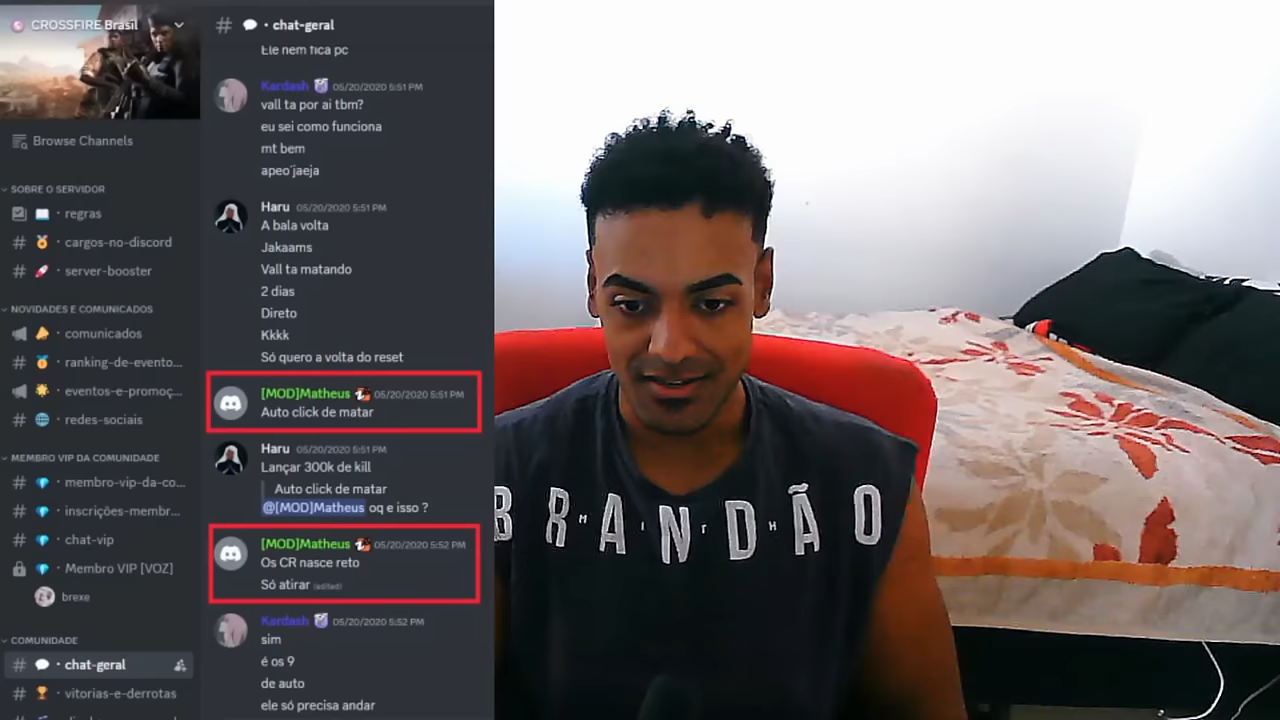 CROSSFIRE Brasil
Browse Channels
SOBRE O SERVIDOR
regras
cargos-no-discord
server-booster
NOVIDADES E COMUNICADOS
comunicados
ranking-de-evento...
eventos-e-promoç...
redes-sociais
MEMBRO VIP DA COMUNIDADE
membro-vip-da-co...
inscrições-membr...
chat-vip
Membro VIP [VOZ]
brexe
COMUNIDADE
chat-geral
vitorias-e-derrotas
# chat-geral
Ele nem fica pc
Kardash 05/20/2020 5:51 PM
vall ta por ai tbm?
eu sei como funciona
mt bem
apeo´jaeja
Haru 05/20/2020 5:51 PM
A bala volta
Jakaams
Vall ta matando
2 dias
Direto
Kkkk
Só quero a volta do reset
[MOD]Matheus 05/20/2020 5:51 PM
Auto click de matar
Haru 05/20/2020 5:51 PM
Lançar 300k de kill
Auto click de matar
@[MOD]Matheus oq e isso ?
[MOD]Matheus 05/20/2020 5:52 PM
Os CR nasce reto
Só atirar (edited)
Kardash 05/20/2020 5:52 PM
sim
é os 9
de auto
ele só precisa andar
BRANDÃO